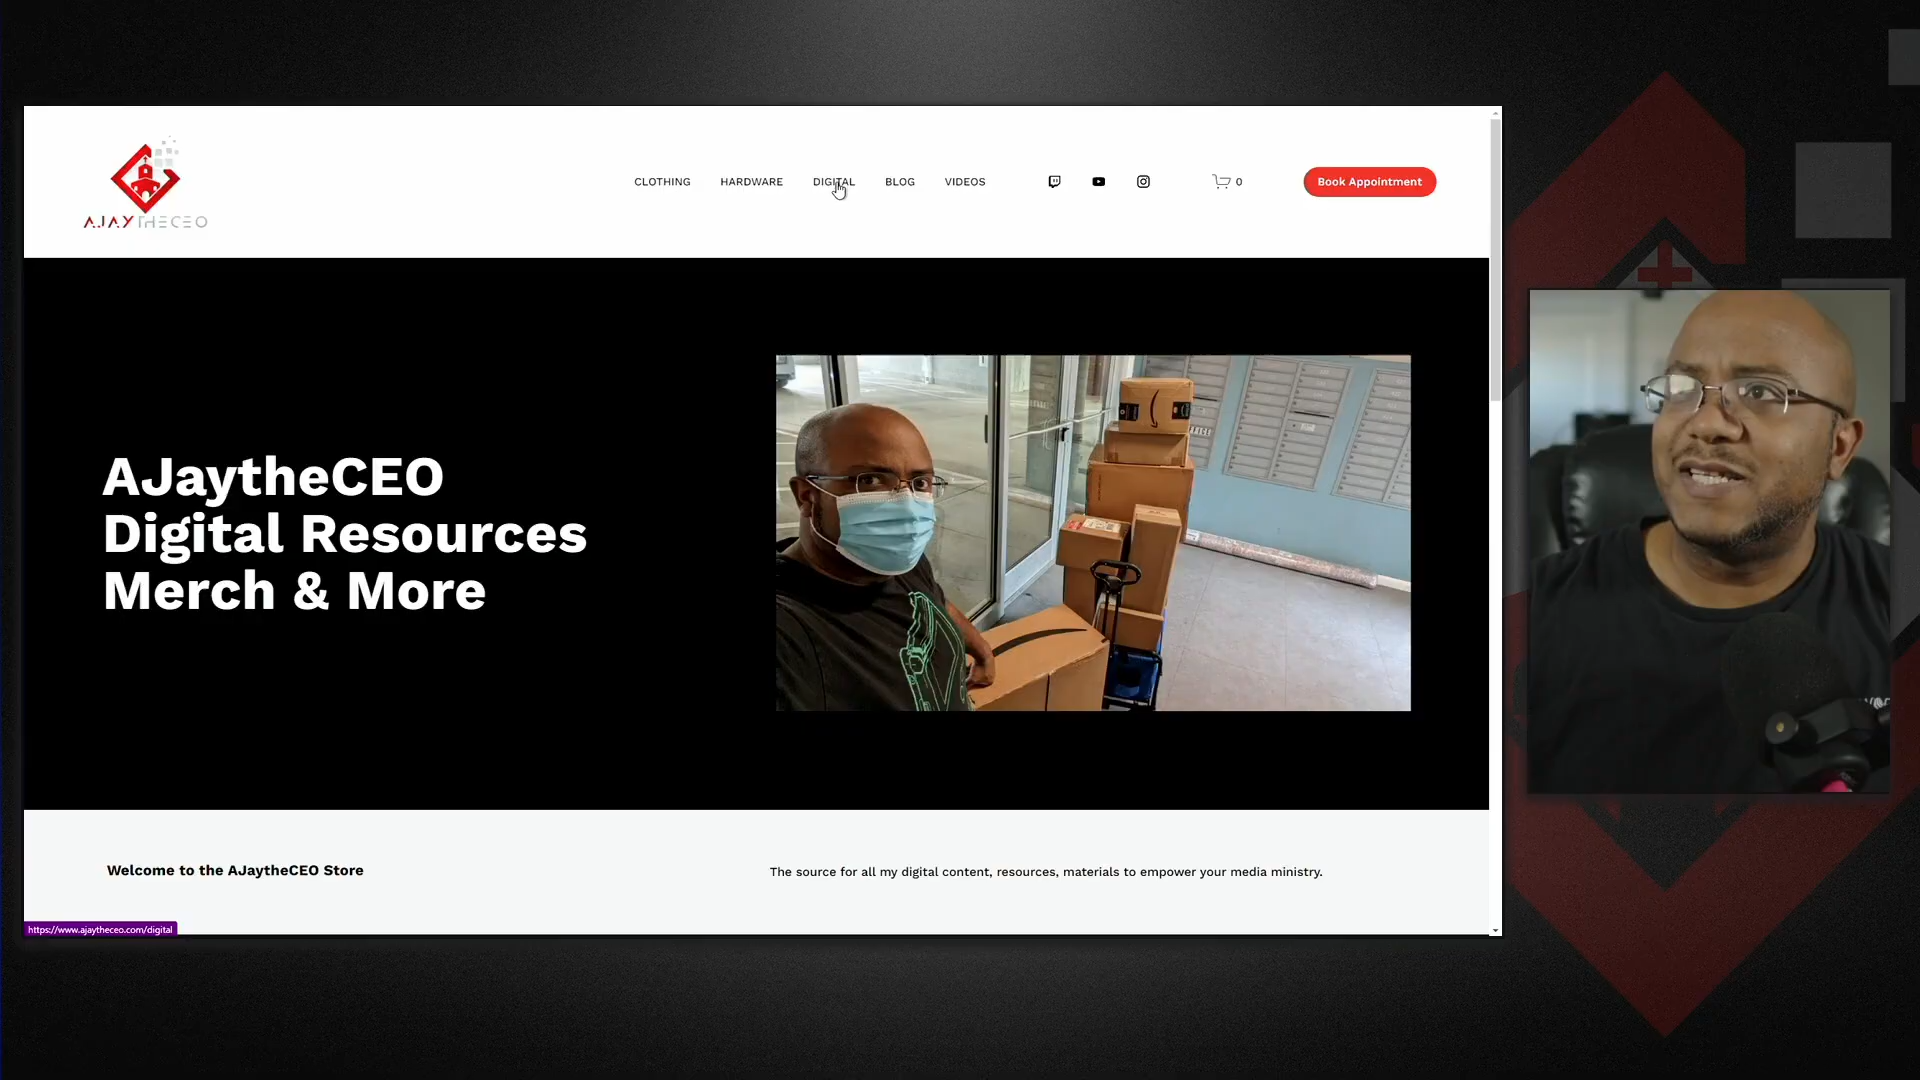 CLOTHING HARDWARE DIGITAL BLOG VIDEOS 0 Book Appointment
AJAYTHECEO
AJaytheCEO
Digital Resources
Merch & More
Welcome to the AJaytheCEO Store
The source for all my digital content, resources, materials to empower your media ministry.
https://www.ajaytheceo.com/digital